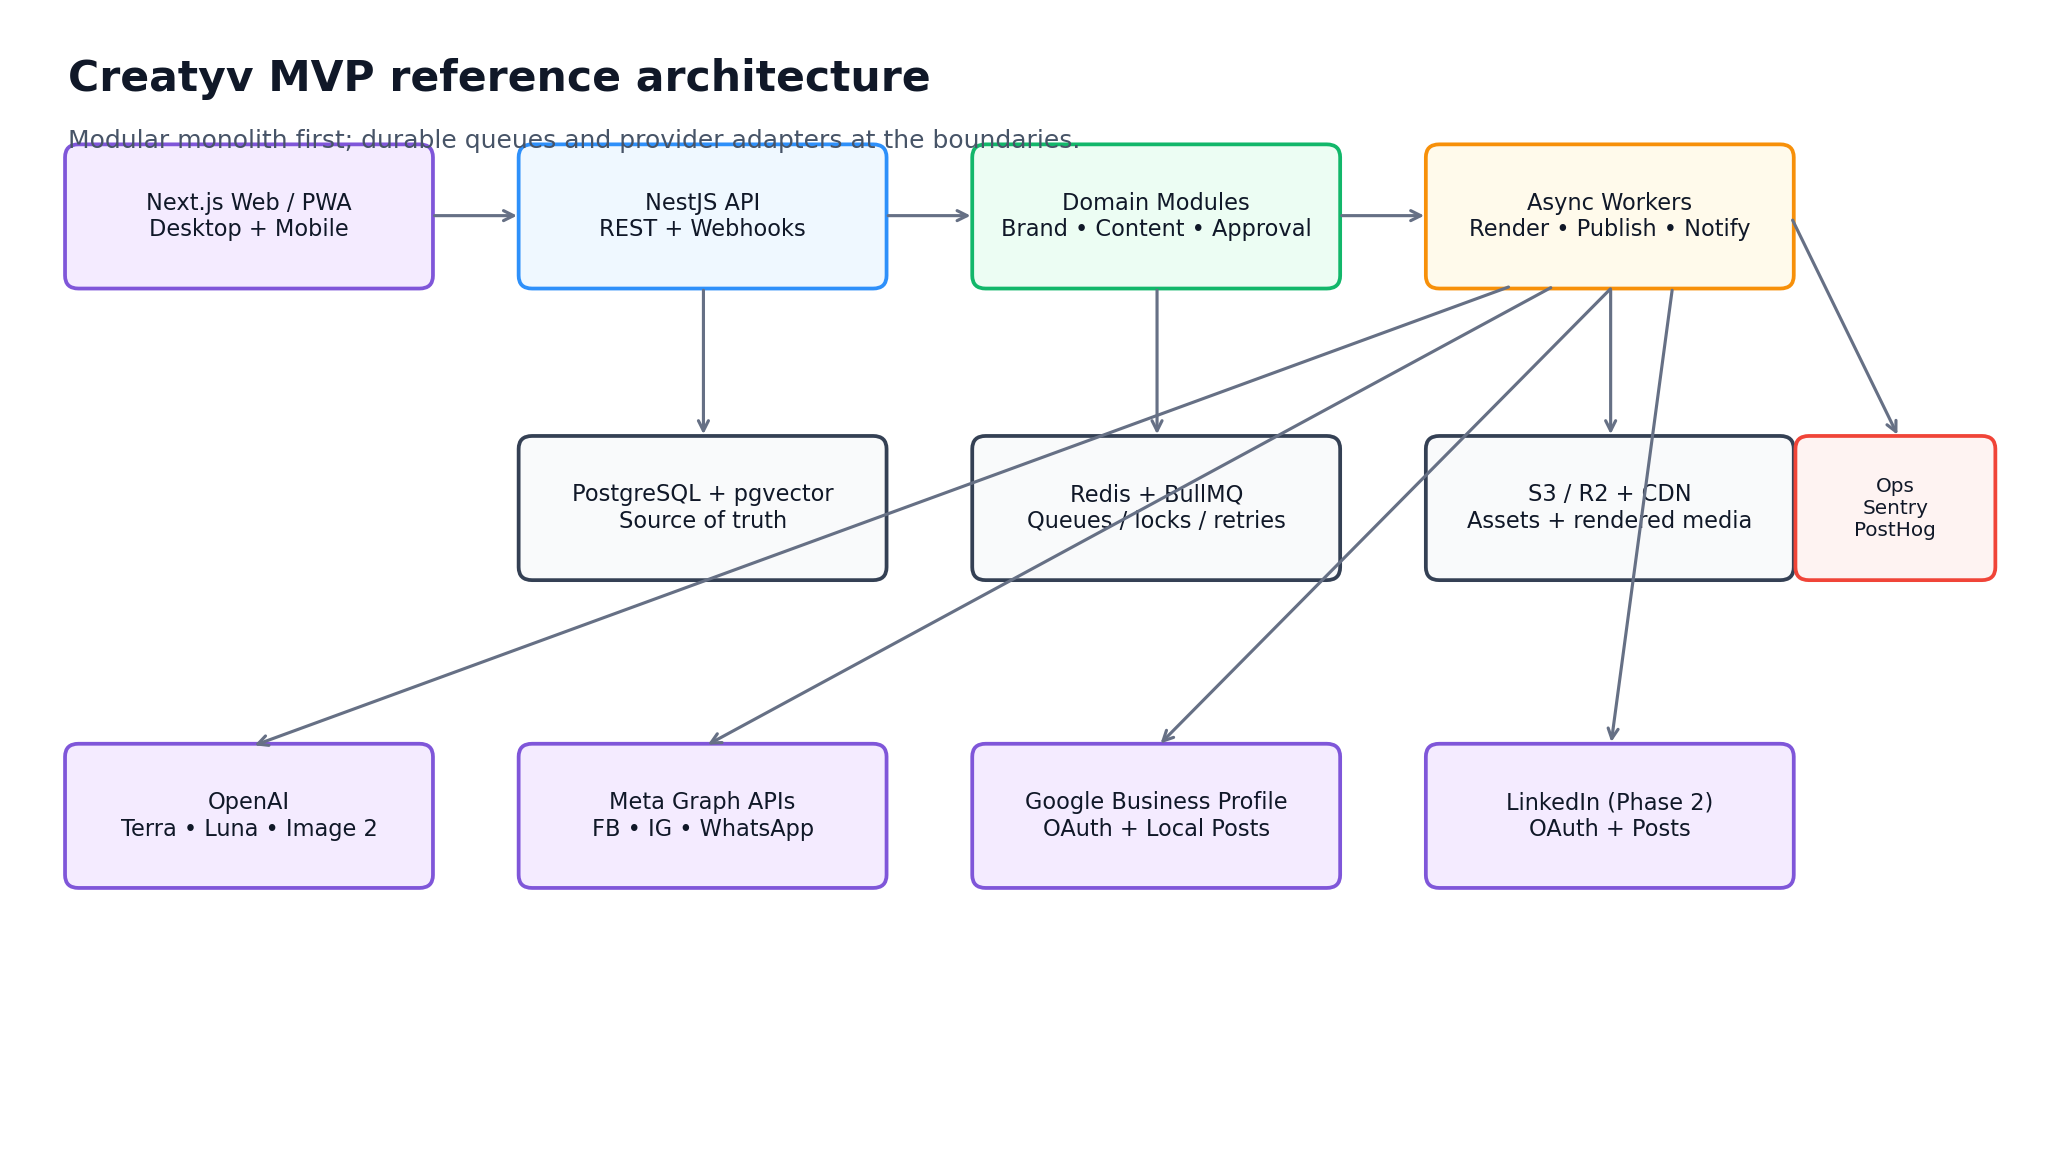 Creatyv MVP reference architecture
Modular monolith first; durable queues and provider adapters at the boundaries.
Next.js Web / PWA
Desktop + Mobile
NestJS API
REST + Webhooks
Domain Modules
Brand • Content • Approval
Async Workers
Render • Publish • Notify
PostgreSQL + pgvector
Source of truth
Redis + BullMQ
Queues / locks / retries
S3 / R2 + CDN
Assets + rendered media
Ops
Sentry
PostHog
OpenAI
Terra • Luna • Image 2
Meta Graph APIs
FB • IG • WhatsApp
Google Business Profile
OAuth + Local Posts
LinkedIn (Phase 2)
OAuth + Posts